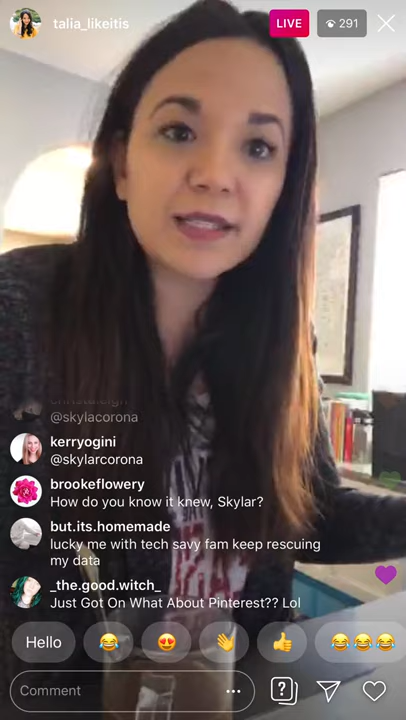 talia_likeitis
LIVE
291
@skylacorona
kerryogini
@skylarcorona
brookeflowery
How do you know it knew, Skylar?
but.its.homemade
lucky me with tech savy fam keep rescuing
my data
_the.good.witch_
Just Got On What About Pinterest?? Lol
Hello
Comment
?